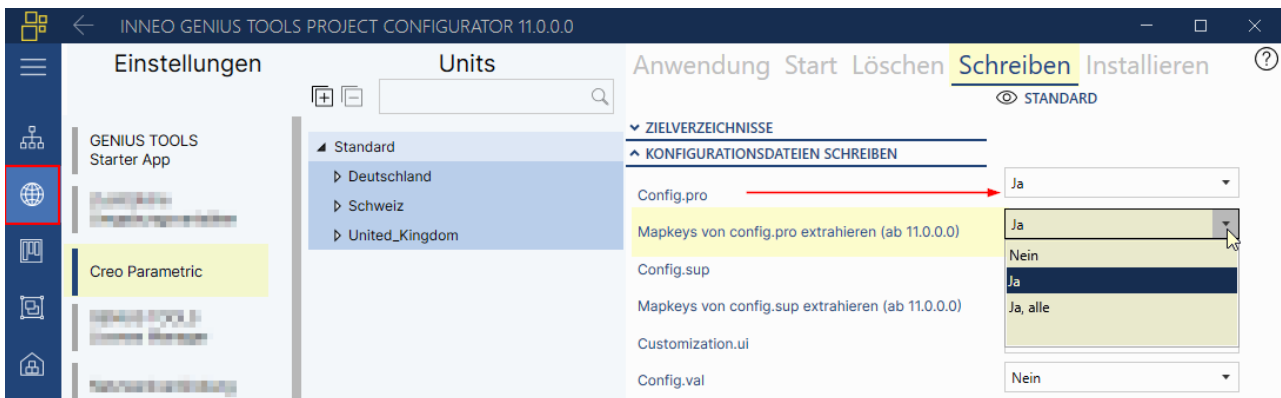 INNEO GENIUS TOOLS PROJECT CONFIGURATOR 11.0.0.0
Einstellungen
GENIUS TOOLS
Starter App
Creo Parametric
Units
Standard
Deutschland
Schweiz
United_Kingdom
Anwendung Start Löschen Schreiben Installieren
?
STANDARD
ZIELVERZEICHNISSE
KONFIGURATIONSDATEIEN SCHREIBEN
Config.pro Ja
Mapkeys von config.pro extrahieren (ab 11.0.0.0) Ja
Nein
Ja
Ja, alle
Config.sup
Mapkeys von config.sup extrahieren (ab 11.0.0.0)
Customization.ui
Config.val Nein